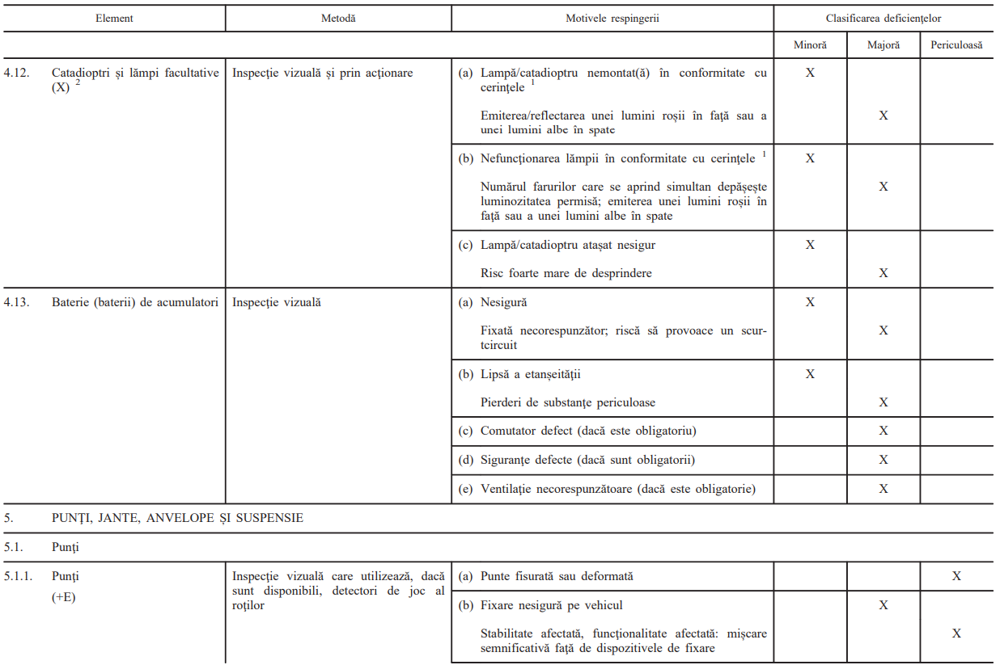 Element Metodă Motivele respingerii Clasificarea deficiențelor
Minoră Majoră Periculoasă
4.12. Catadioptri și lămpi facultative Inspecție vizuală și prin acționare (a) Lampă/catadioptru nemontat(ă) în conformitate cu X
(X) 2 cerințele 1
Emiterea/reflectarea unei lumini roșii în față sau a X
unei lumini albe în spate
(b) Nefuncționarea lămpii în conformitate cu cerințele 1 X
Numărul farurilor care se aprind simultan depășește X
luminozitatea permisă; emiterea unei lumini roșii în
față sau a unei lumini albe în spate
(c) Lampă/catadioptru atașat nesigur X
Risc foarte mare de desprindere X
4.13. Baterie (baterii) de acumulatori Inspecție vizuală (a) Nesigură X
Fixată necorespunzător; riscă să provoace un scur-
tcircuit X
(b) Lipsă a etanșeității X
Pierderi de substanțe periculoase X
(c) Comutator defect (dacă este obligatoriu) X
(d) Siguranțe defecte (dacă sunt obligatorii) X
(e) Ventilație necorespunzătoare (dacă este obligatorie) X
5. PUNȚI, JANTE, ANVELOPE ȘI SUSPENSIE
5.1. Punți
5.1.1. Punți Inspecție vizuală care utilizează, dacă (a) Punte fisurată sau deformată X
(+E) sunt disponibili, detectori de joc al
roților (b) Fixare nesigură pe vehicul X
Stabilitate afectată, funcționalitate afectată: mișcare X
semnificativă față de dispozitivele de fixare